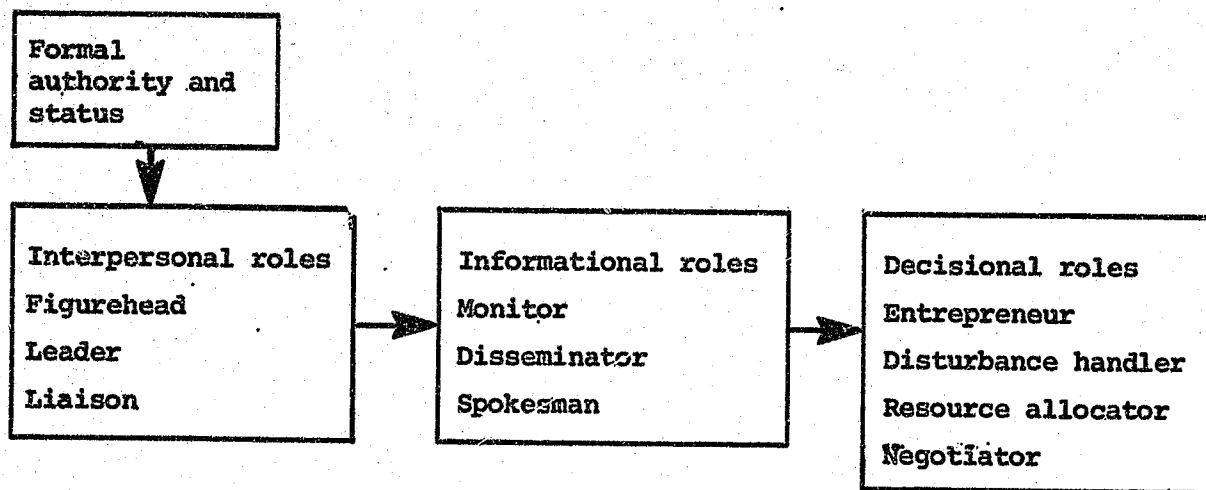 Formal
authority and
status
Interpersonal roles
Figurehead
Leader
Liaison
Informational roles
Monitor
Disseminator
Spokesman
Decisional roles
Entrepreneur
Disturbance handler
Resource allocator
Negotiator